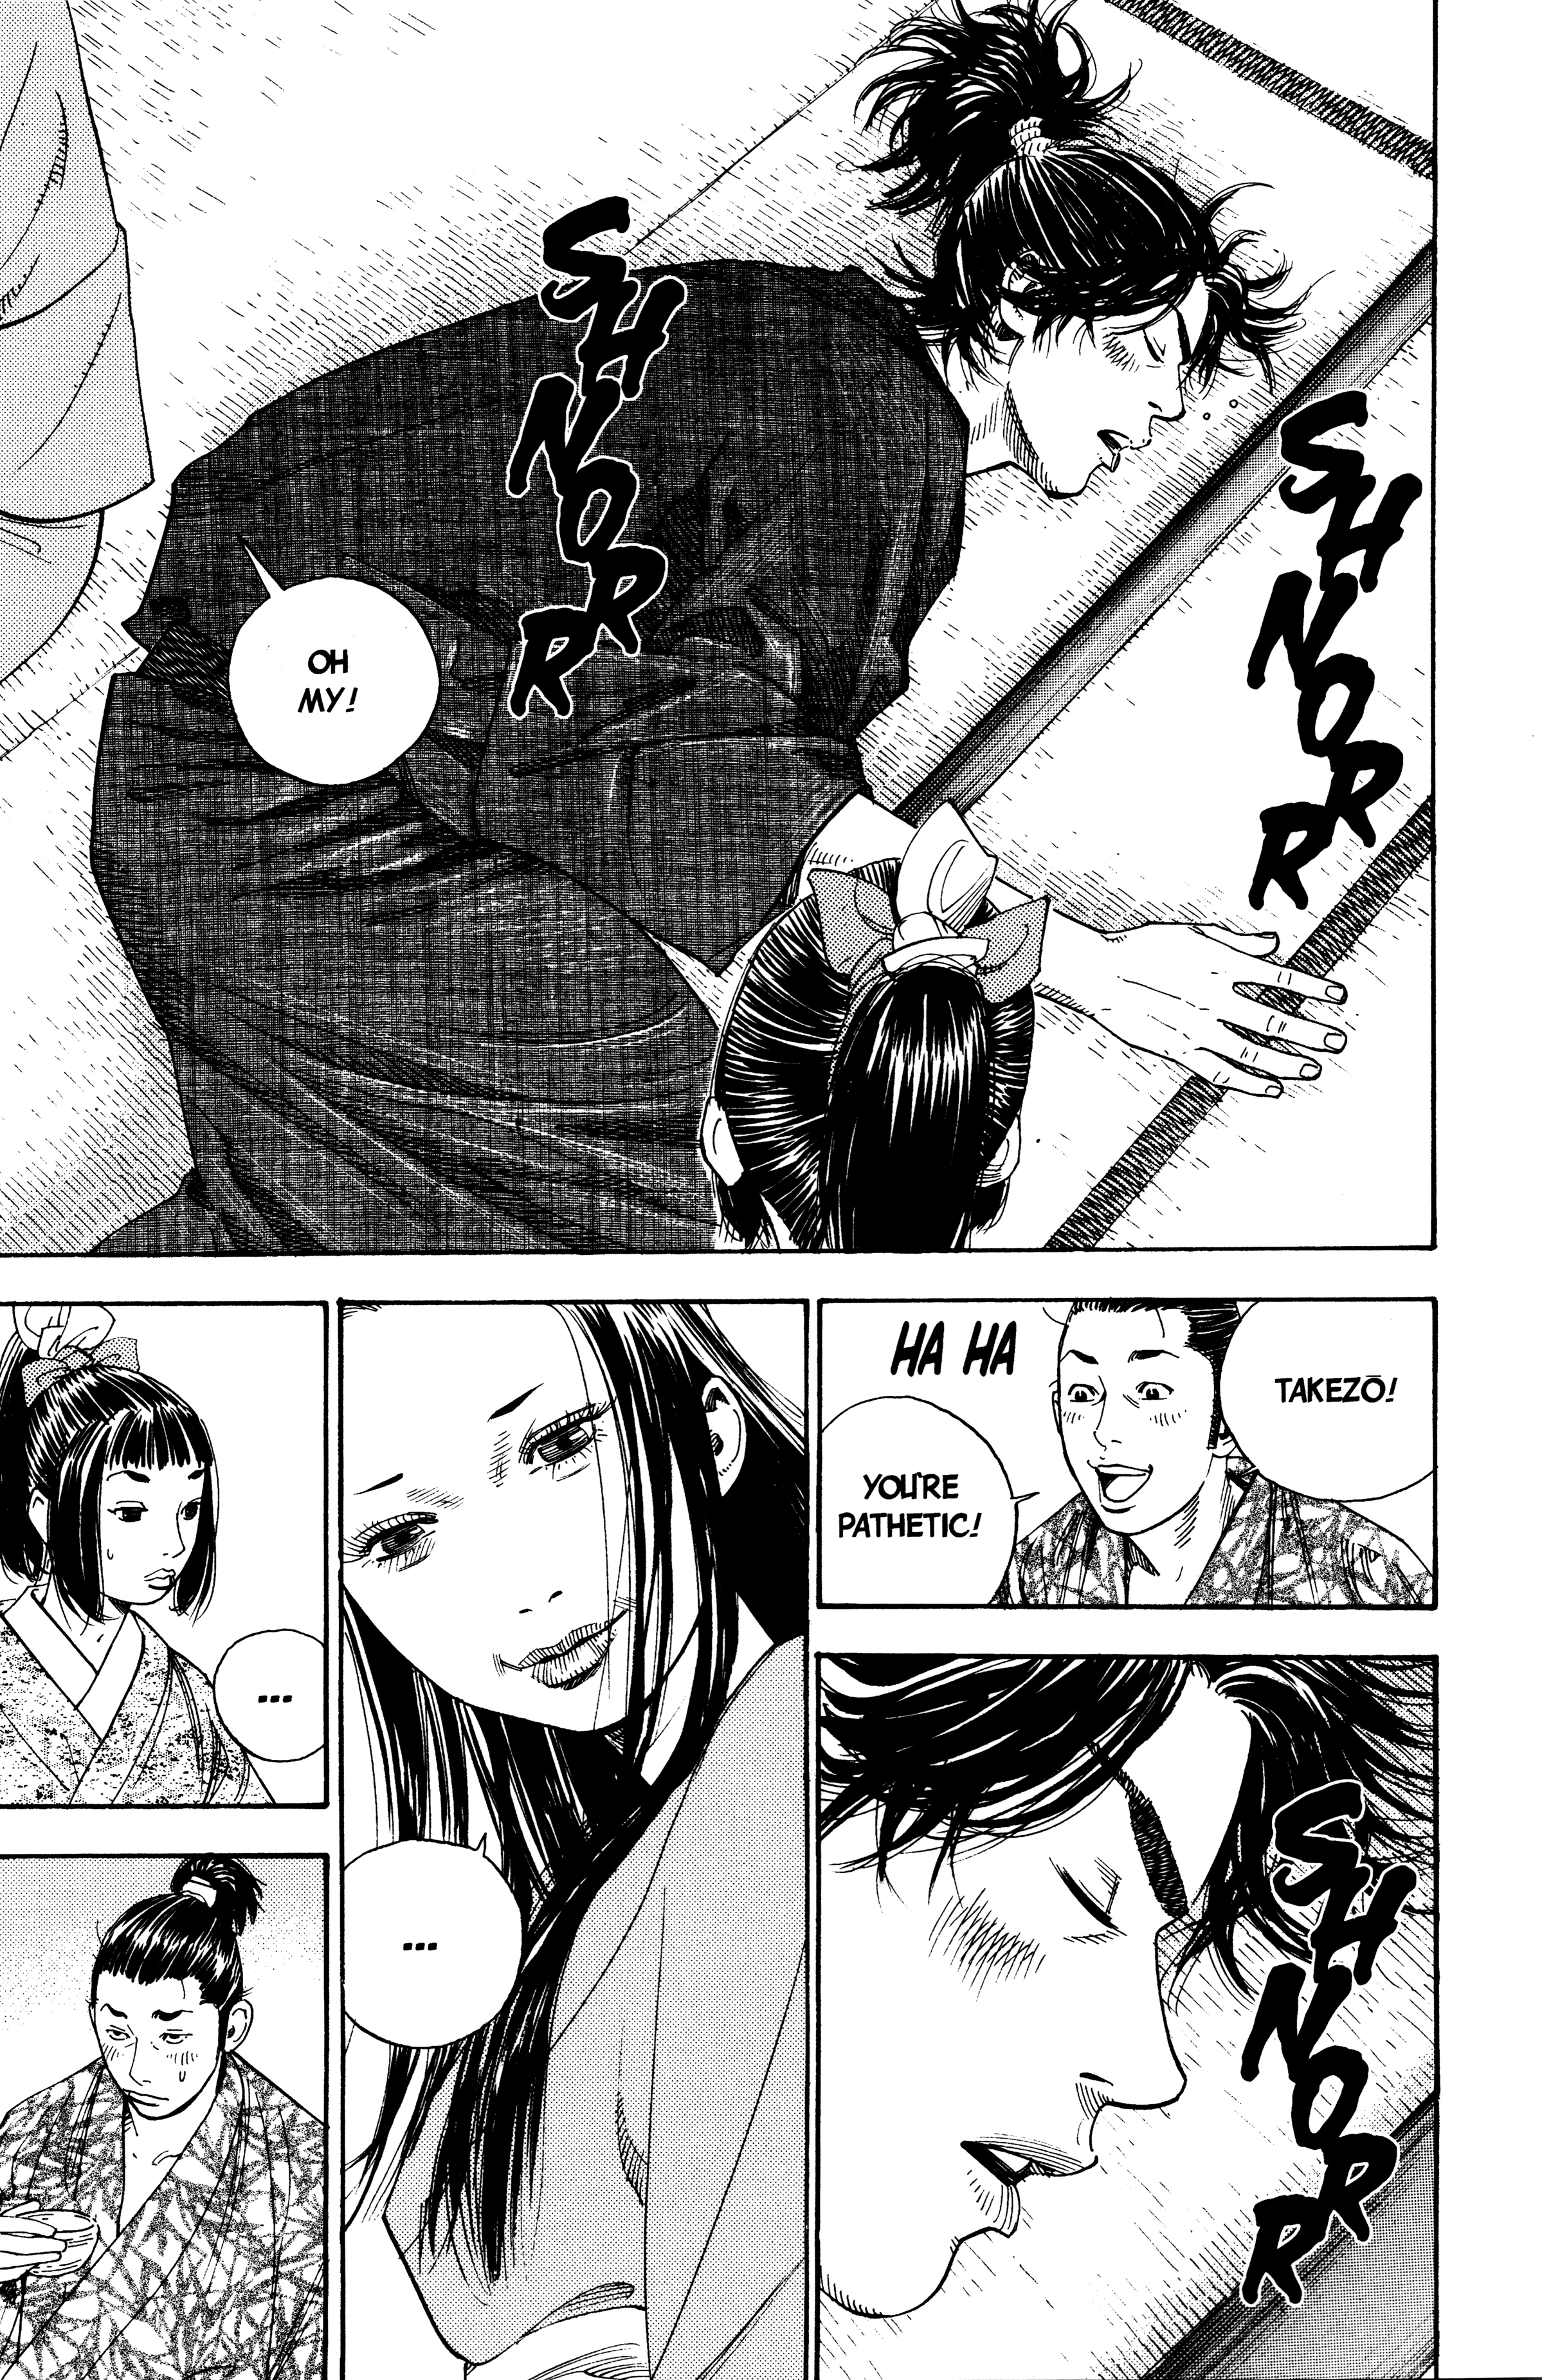 SHNORR
SHNORR
OH
MY!
TAKEZŌ!
HA HA
YOU'RE
PATHETIC!
SHNORR
...
...